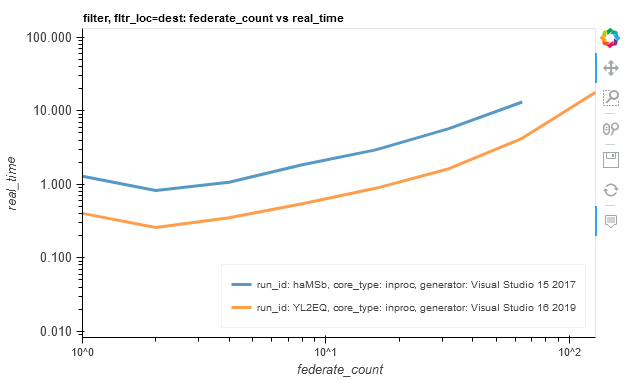 filter, fltr_loc=dest: federate_count vs real_time
100.000
10.000
1.000
0.100
0.010
real_time
run_id: haMSb, core_type: inproc, generator: Visual Studio 15 2017
run_id: YL2EQ, core_type: inproc, generator: Visual Studio 16 2019
10^0
10^1
10^2
federate_count